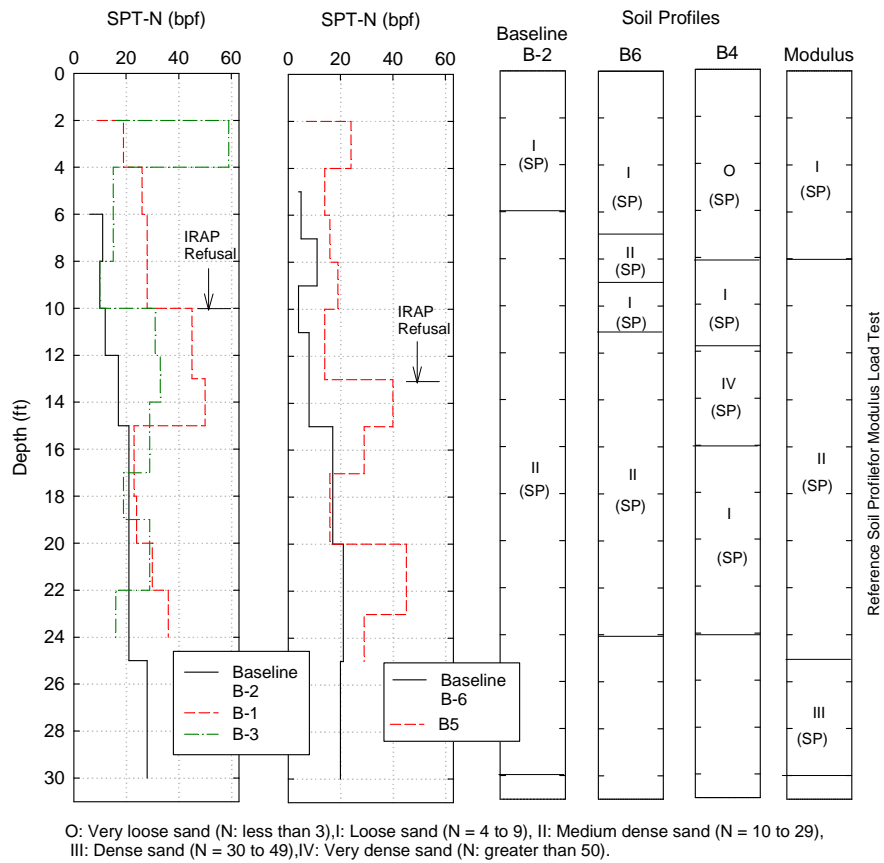 SPT-N (bpf)
SPT-N (bpf)
Soil Profiles
Baseline
B-2
B6
B4
Modulus
0 20 40 60
0 20 40 60
0
2
4
6
8
10
12
14
16
18
20
22
24
26
28
30
Depth (ft)
IRAP
Refusal
IRAP
Refusal
Baseline
B-2
B-1
B-3
Baseline
B-6
B5
I
(SP)
II
(SP)
I
(SP)
II
(SP)
I
(SP)
II
(SP)
O
(SP)
I
(SP)
IV
(SP)
I
(SP)
I
(SP)
II
(SP)
III
(SP)
Reference Soil Profilefor Modulus Load Test
O: Very loose sand (N: less than 3),I: Loose sand (N = 4 to 9), II: Medium dense sand (N = 10 to 29),
III: Dense sand (N = 30 to 49),IV: Very dense sand (N: greater than 50).